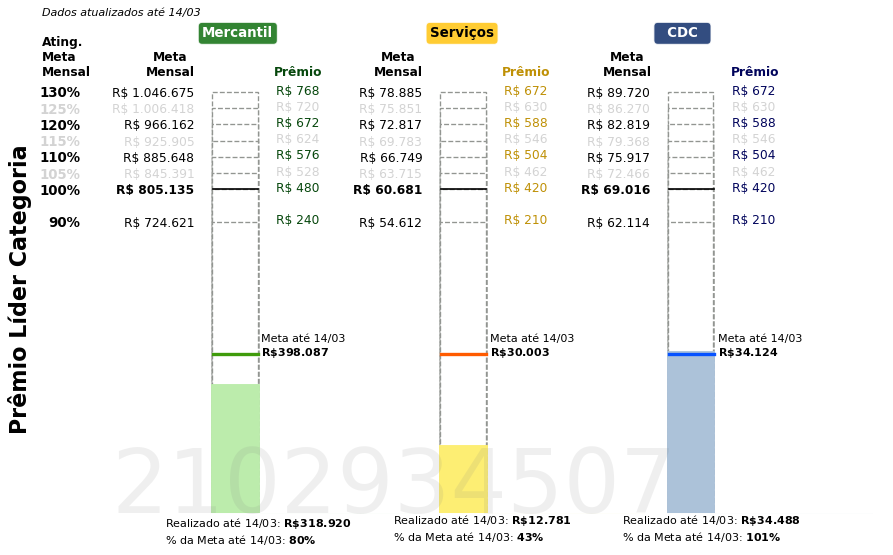 Dados atualizados até 14/03
Mercantil Serviços CDC
Ating. Meta Mensal Meta Mensal Prêmio Meta Mensal Prêmio Meta Mensal Prêmio
130% R$ 1.046.675 R$ 768 R$ 78.885 R$ 672 R$ 89.720 R$ 672
125% R$ 1.006.418 R$ 720 R$ 75.851 R$ 630 R$ 86.270 R$ 630
120% R$ 966.162 R$ 672 R$ 72.817 R$ 588 R$ 82.819 R$ 588
115% R$ 925.905 R$ 624 R$ 69.783 R$ 546 R$ 79.368 R$ 546
110% R$ 885.648 R$ 576 R$ 66.749 R$ 504 R$ 75.917 R$ 504
105% R$ 845.391 R$ 528 R$ 63.715 R$ 462 R$ 72.466 R$ 462
100% R$ 805.135 R$ 480 R$ 60.681 R$ 420 R$ 69.016 R$ 420
90% R$ 724.621 R$ 240 R$ 54.612 R$ 210 R$ 62.114 R$ 210
Prêmio Líder Categoria
Meta até 14/03 Meta até 14/03 Meta até 14/03
R$398.087 R$30.003 R$34.124
2102934507
Realizado até 14/03: R$318.920 Realizado até 14/03: R$12.781 Realizado até 14/03: R$34.488
% da Meta até 14/03: 80% % da Meta até 14/03: 43% % da Meta até 14/03: 101%